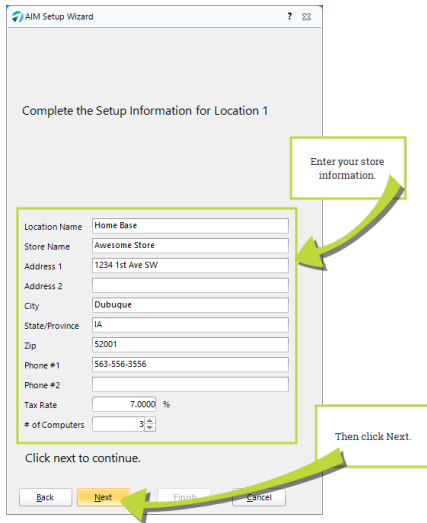 AIM Setup Wizard ?
Complete the Setup Information for Location 1
Enter your store
information.
Location Name Home Base
Store Name Awesome Store
Address 1 1234 1st Ave SW
Address 2
City Dubuque
State/Province IA
Zip 52001
Phone #1 563-556-3556
Phone #2
Tax Rate 7.0000 %
# of Computers 3
Then click Next.
Click next to continue.
Back Next Finish Cancel